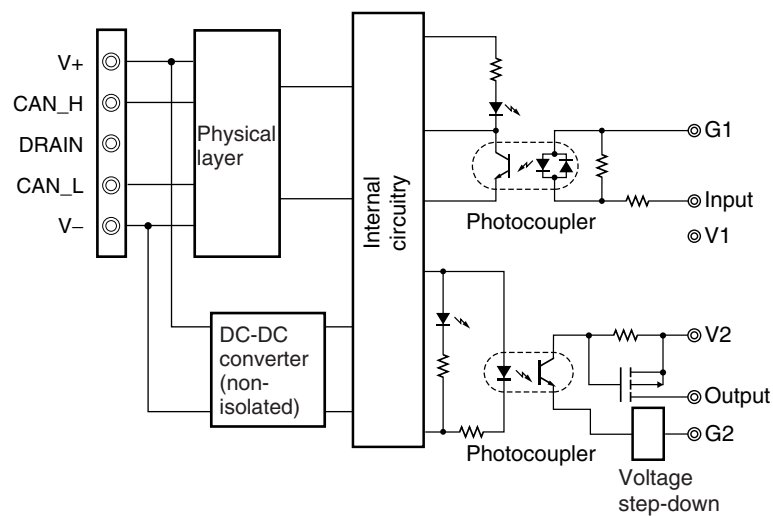 V+
CAN_H
DRAIN
CAN_L
V–
Physical
layer
DC-DC
converter
(non-
isolated)
Internal
circuitry
Photocoupler
G1
Input
V1
V2
Output
G2
Photocoupler
Voltage
step-down